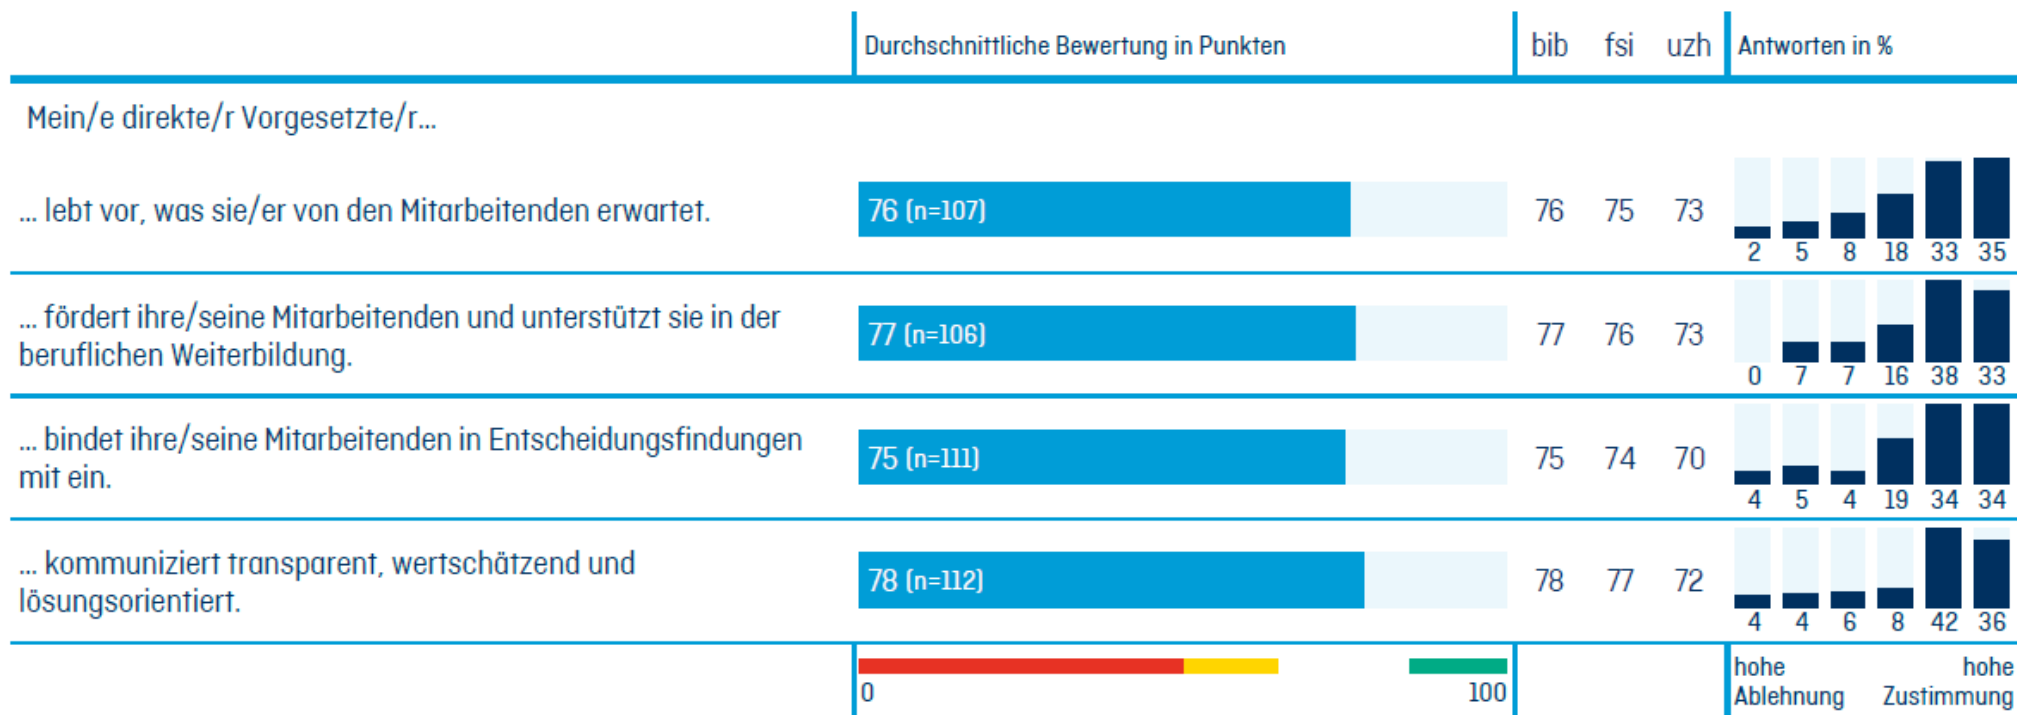 Durchschnittliche Bewertung in Punkten bib fsi uzh Antworten in %
Mein/e direkte/r Vorgesetzte/r...
... lebt vor, was sie/er von den Mitarbeitenden erwartet. 76 (n=107) 76 75 73
2 5 8 18 33 35
... fördert ihre/seine Mitarbeitenden und unterstützt sie in der
beruflichen Weiterbildung.
77 (n=106) 77 76 73
0 7 7 16 38 33
... bindet ihre/seine Mitarbeitenden in Entscheidungsfindungen
mit ein.
75 (n=111) 75 74 70
4 5 4 19 34 34
... kommuniziert transparent, wertschätzend und
lösungsorientiert.
78 (n=112) 78 77 72
4 4 6 8 42 36
0 100
hohe hohe
Ablehnung Zustimmung